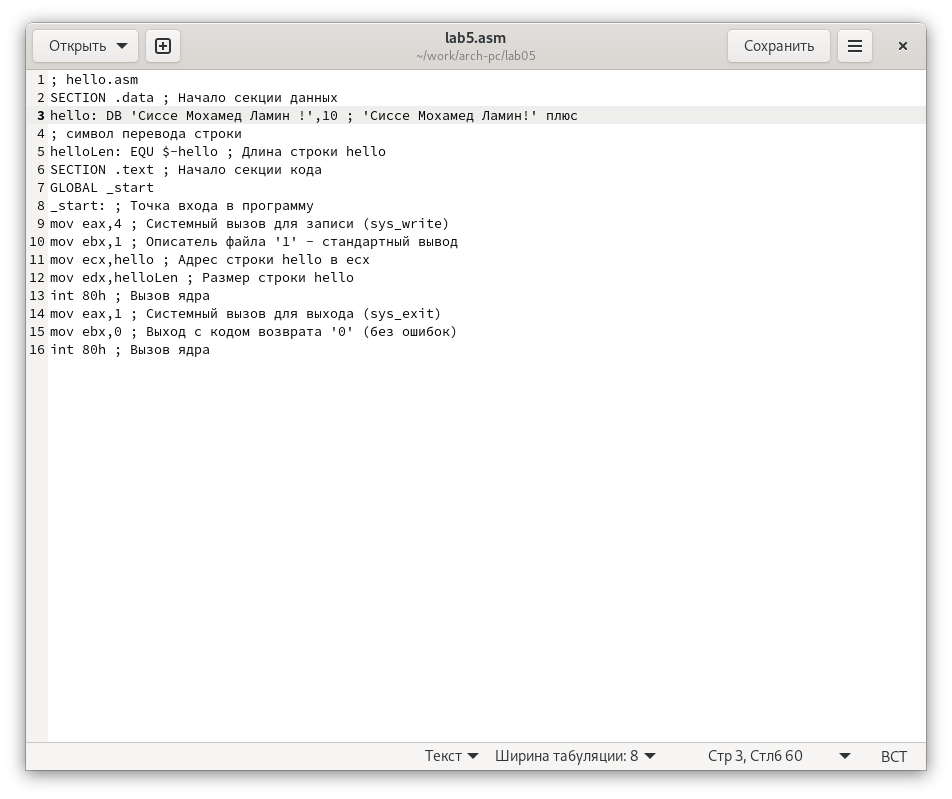 Открыть
lab5.asm
~/work/arch-pc/lab05
Сохранить
1 ; hello.asm
2 SECTION .data ; Начало секции данных
3 hello: DB 'Сиссе Мохамед Ламин !',10 ; 'Сиссе Мохамед Ламин!' плюс
4 ; символ перевода строки
5 helloLen: EQU $-hello ; Длина строки hello
6 SECTION .text ; Начало секции кода
7 GLOBAL _start
8 _start: ; Точка входа в программу
9 mov eax,4 ; Системный вызов для записи (sys_write)
10 mov ebx,1 ; Описатель файла '1' - стандартный вывод
11 mov ecx,hello ; Адрес строки hello в ecx
12 mov edx,helloLen ; Размер строки hello
13 int 80h ; Вызов ядра
14 mov eax,1 ; Системный вызов для выхода (sys_exit)
15 mov ebx,0 ; Выход с кодом возврата '0' (без ошибок)
16 int 80h ; Вызов ядра
Текст Ширина табуляции: 8 Стр 3, Стлб 60 ВСТ